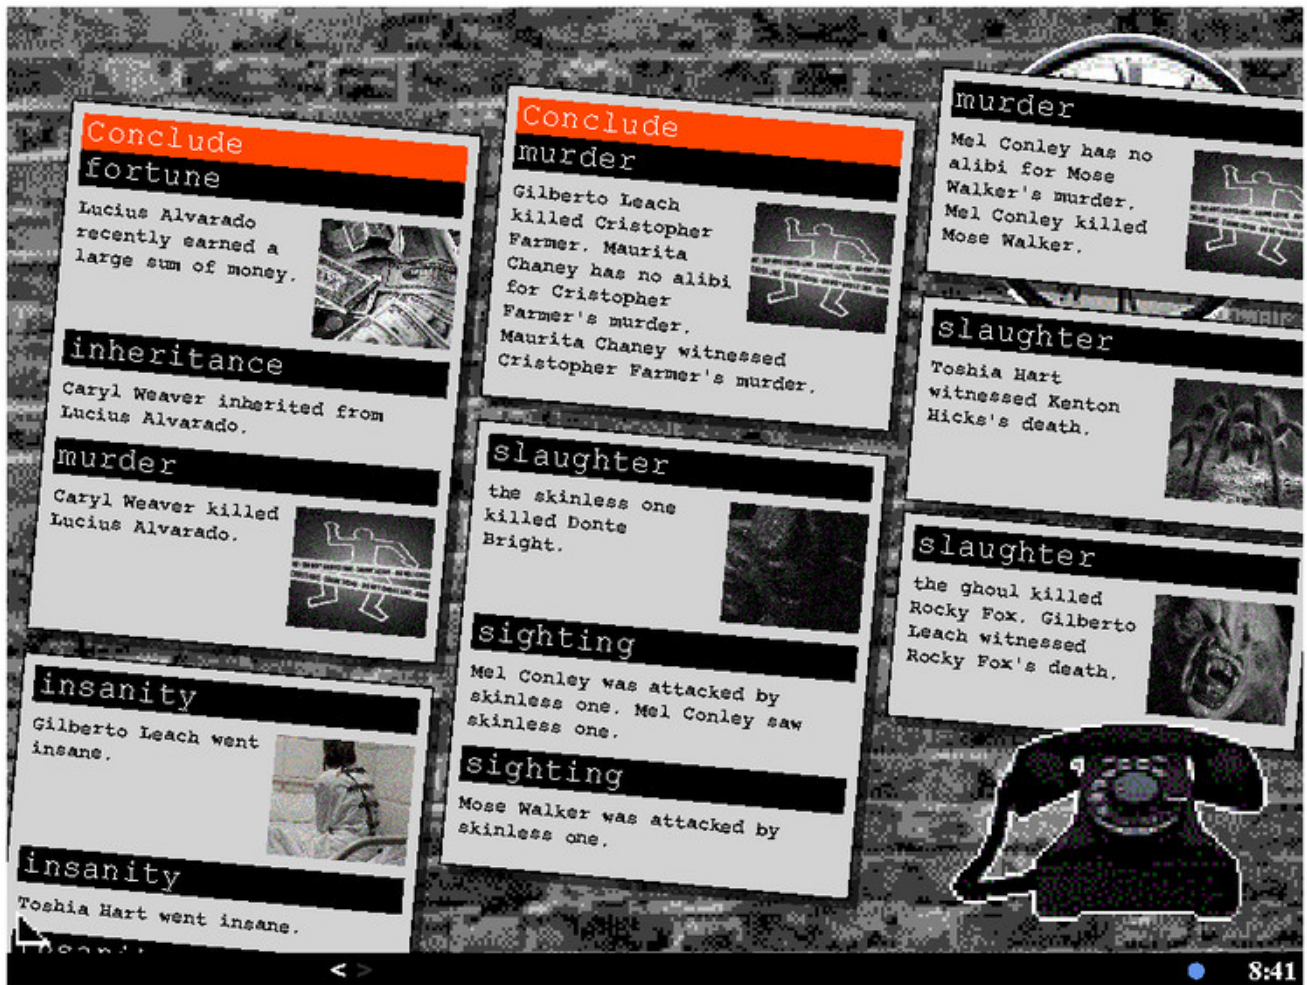 Conclude
fortune
Lucius Alvarado
recently earned a
large sum of money.
inheritance
Caryl Weaver inherited from
Lucius Alvarado.
murder
Caryl Weaver killed
Lucius Alvarado.
insanity
Gilberto Leach went
insane.
insanity
Toshia Hart went insane.
Conclude
murder
Gilberto Leach
killed Cristopher
Farmer. Maurita
Chaney has no alibi
for Cristopher
Farmer's murder.
Maurita Chaney witnessed
Cristopher Farmer's murder.
slaughter
the skinless one
killed Donte
Bright.
sighting
Mel Conley was attacked by
skinless one. Mel Conley saw
skinless one.
sighting
Mose Walker was attacked by
skinless one.
murder
Mel Conley has no
alibi for Mose
Walker's murder.
Mel Conley killed
Mose Walker.
slaughter
Toshia Hart
witnessed Kenton
Hicks's death.
slaughter
the ghoul killed
Rocky Fox. Gilberto
Leach witnessed
Rocky Fox's death.
< >
8:41